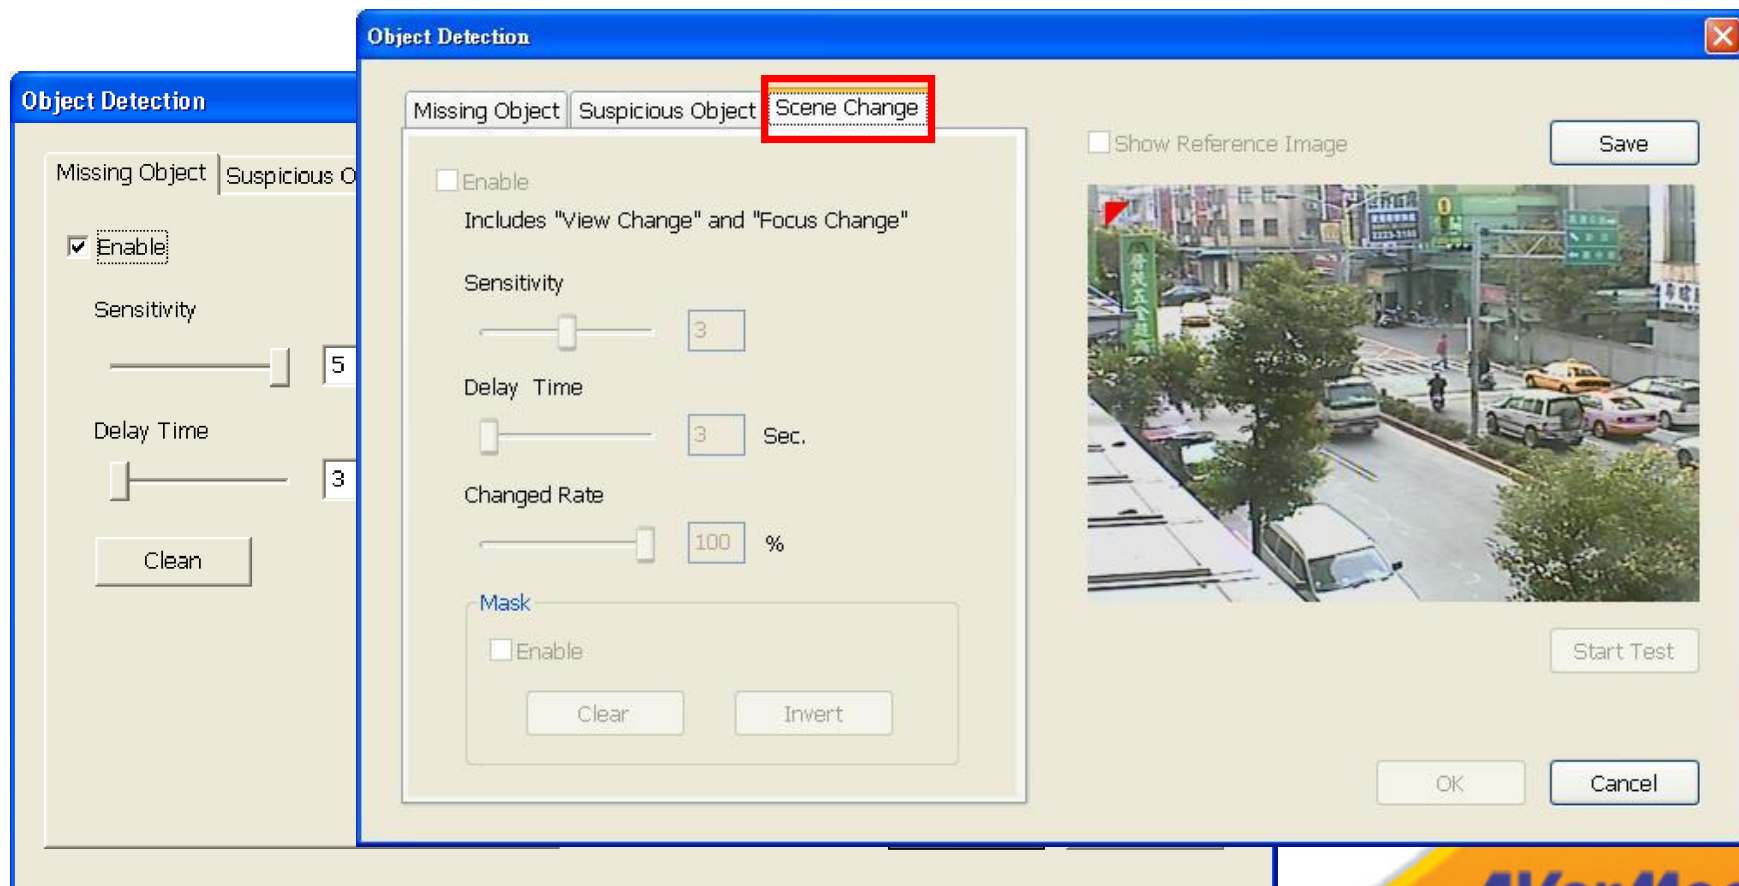 Object Detection
Missing Object
Suspicious O
Enable
Sensitivity
5
Delay Time
3
Clean
Object Detection
Missing Object
Suspicious Object
Scene Change
Enable
Includes "View Change" and "Focus Change"
Sensitivity
3
Delay Time
3 Sec.
Changed Rate
100 %
Mask
Enable
Clear
Invert
Show Reference Image
Save
Start Test
OK
Cancel